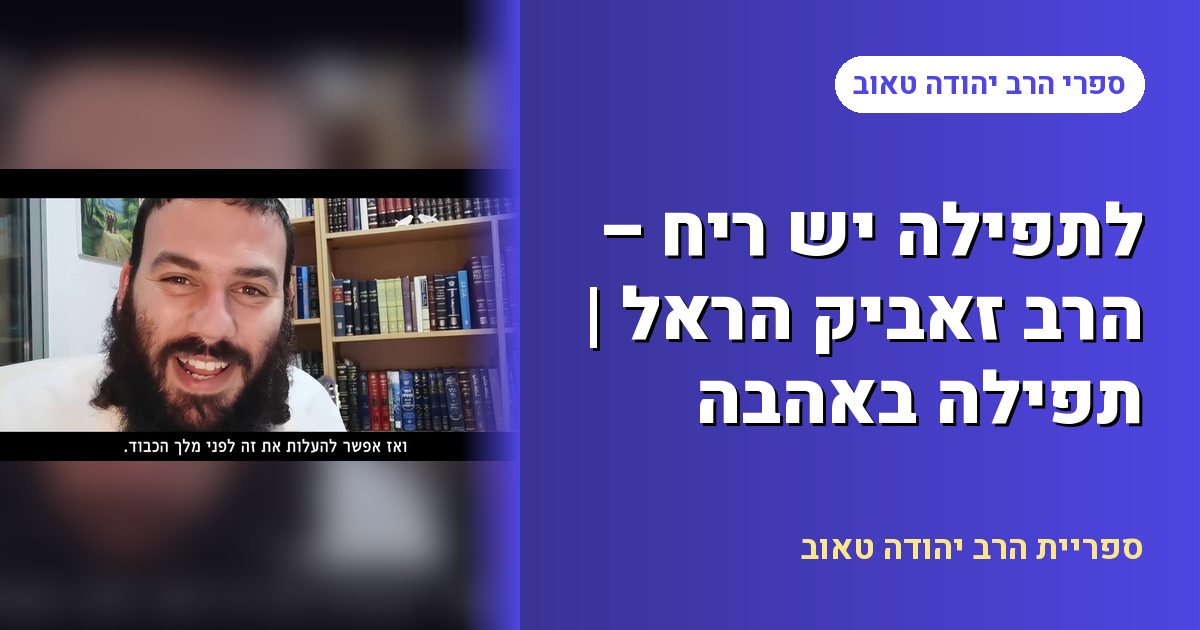 ספרי הרב יהודה טאוב
לתפילה יש ריח –
הרב זאביק הראל |
תפילה באהבה
ספריית הרב יהודה טאוב
ואז אפשר להעלות את זה לפני מלך הכבוד.